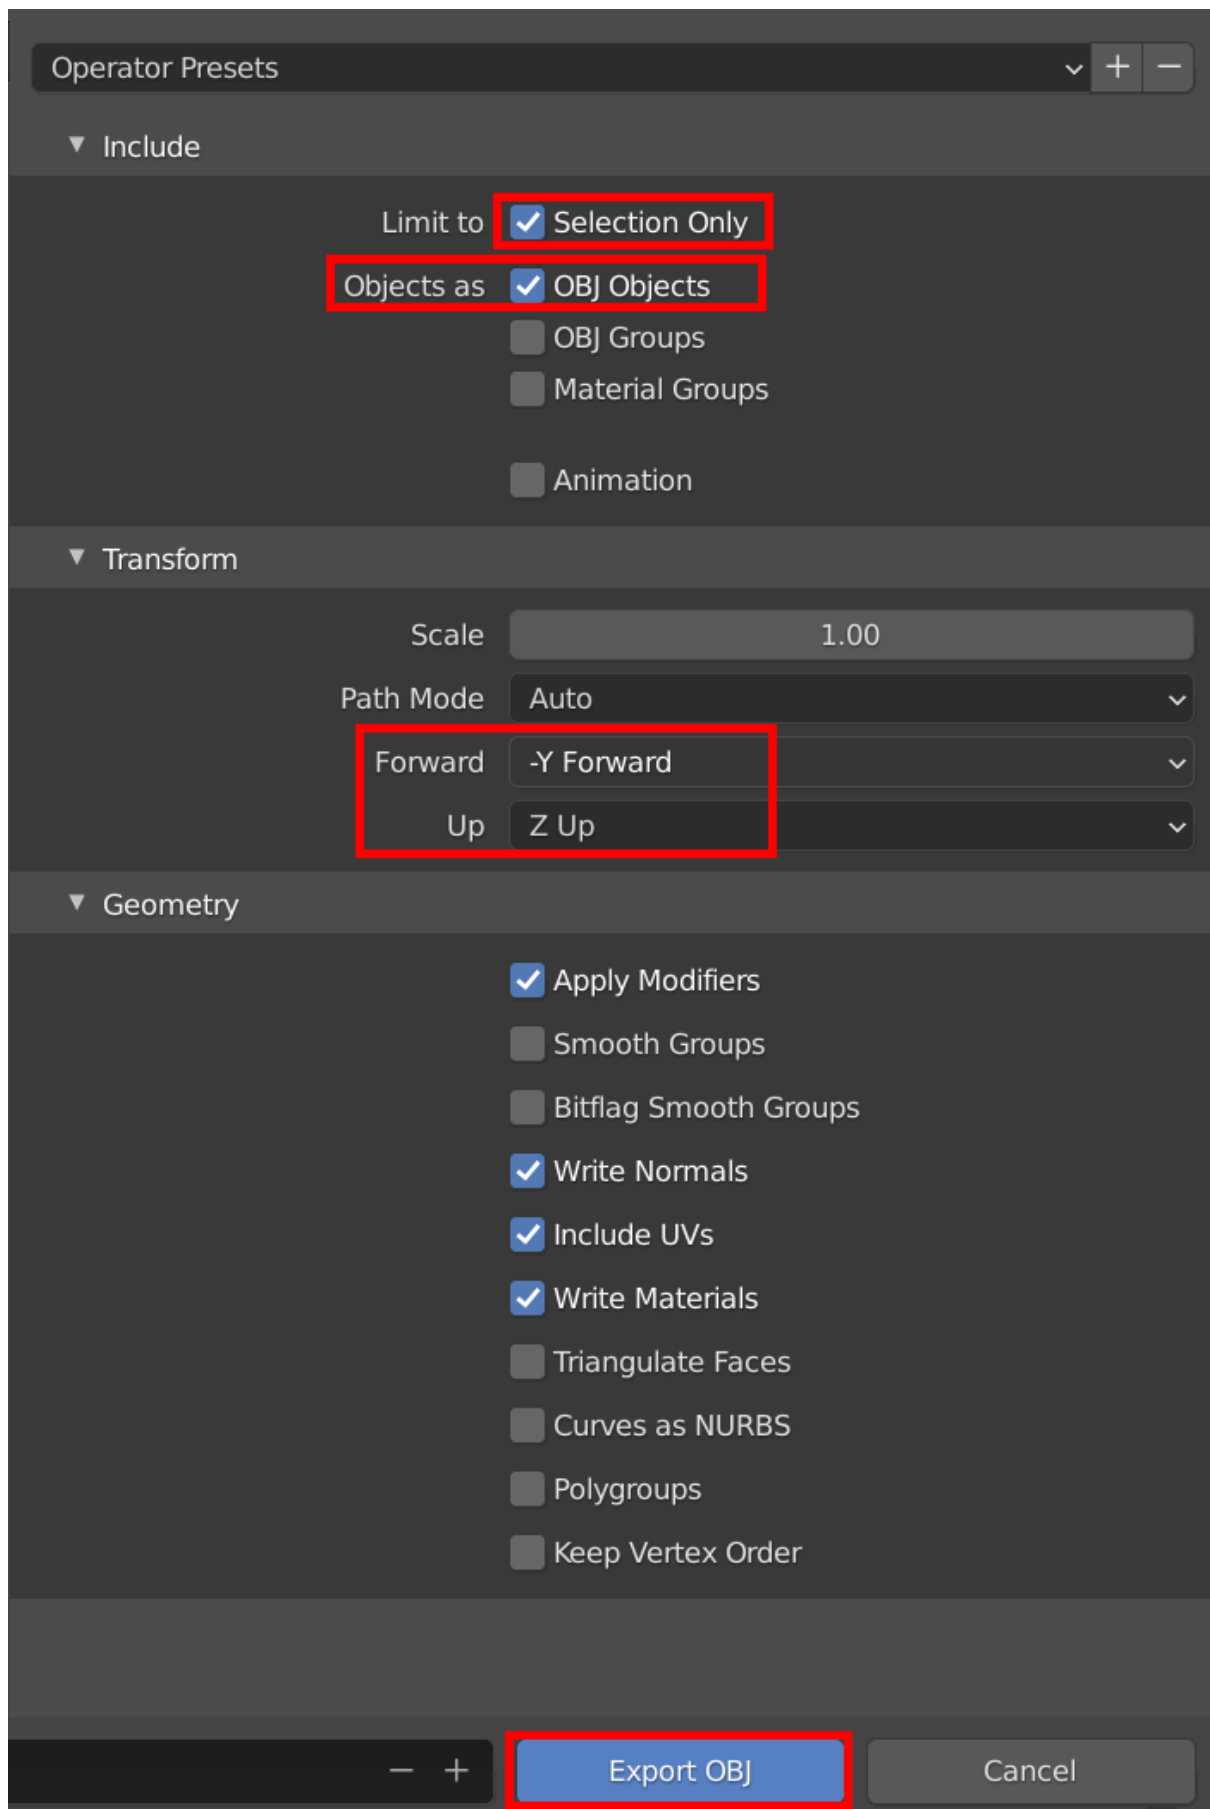 Operator Presets
Include
Limit to Selection Only
Objects as OBJ Objects
OBJ Groups
Material Groups
Animation
Transform
Scale 1.00
Path Mode Auto
Forward -Y Forward
Up Z Up
Geometry
Apply Modifiers
Smooth Groups
Bitflag Smooth Groups
Write Normals
Include UVs
Write Materials
Triangulate Faces
Curves as NURBS
Polygroups
Keep Vertex Order
Export OBJ Cancel